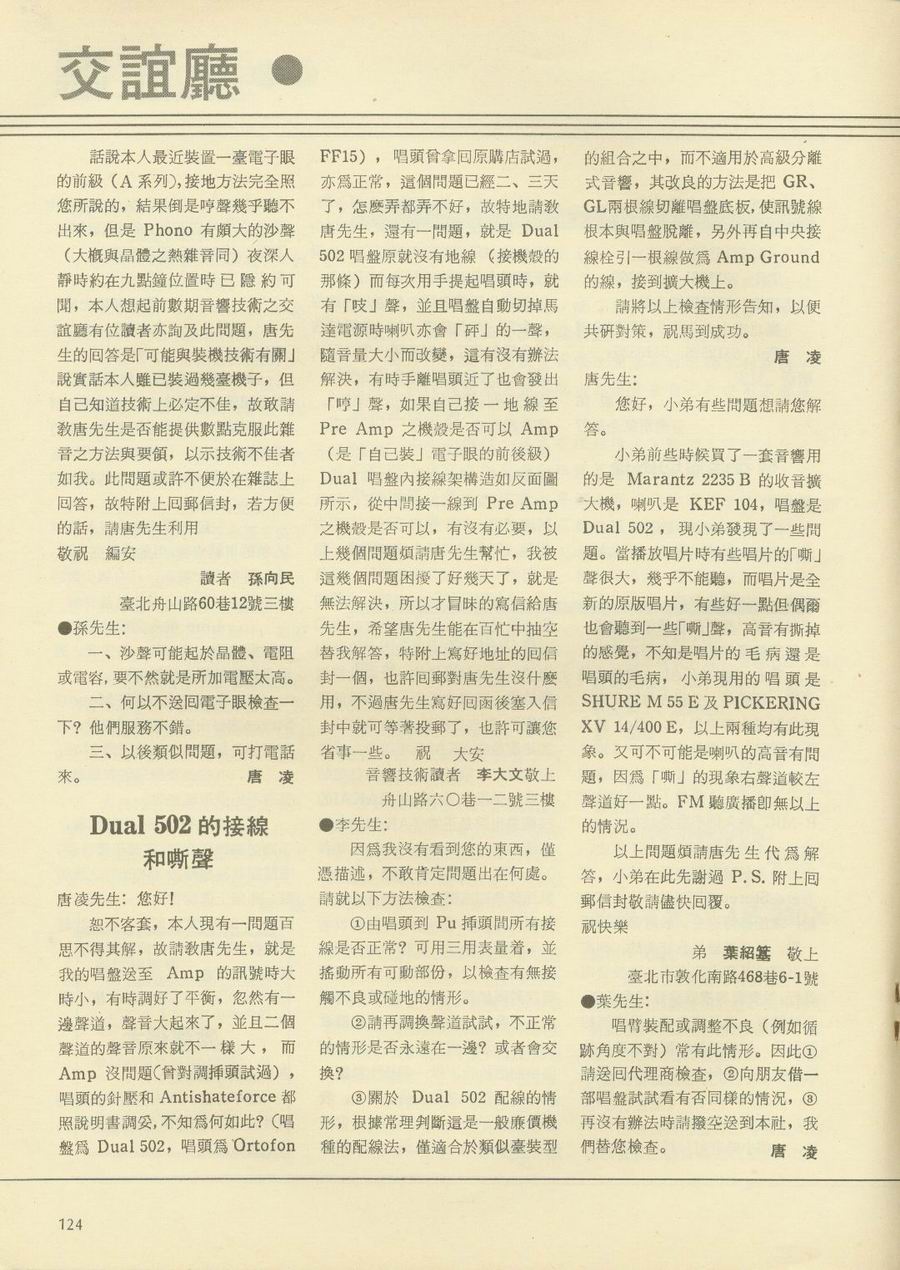 交誼廳 ●
話說本人最近裝置一臺電子眼
的前級（A 系列），接地方法完全照
您所說的，結果倒是哼聲幾乎聽不
出來，但是 Phono 有頗大的沙聲
（大概與晶體之熱雜音同）夜深人
靜時約在九點鐘位置時已隱約可
聞，本人想起前數期音響技術之交
誼廳有位讀者亦詢及此問題，唐先
生的回答是「可能與裝機技術有關」
說實話本人雖已裝過幾臺機子，但
自己知道技術上必定不佳，故敢請
敎唐先生是否能提供數點克服此雜
音之方法與要領，以示技術不佳者
如我。此問題或許不便於在雜誌上
回答，故特附上回郵信封，若方便
的話，請唐先生利用
敬祝　編安
讀者　孫向民
臺北舟山路60巷12號三樓
●孫先生：
一、沙聲可能起於晶體、電阻
或電容，要不然就是所加電壓太高。
二、何以不送回電子眼檢查一
下？他們服務不錯。
三、以後類似問題，可打電話
來。　唐　凌
Dual 502 的接線
和嘶聲
唐凌先生：您好！
恕不客套，本人現有一問題百
思不得其解，故請敎唐先生，就是
我的唱盤送至 Amp 的訊號時大
時小，有時調好了平衡，忽然有一
邊聲道，聲音大起來了，並且二個
聲道的聲音原來就不一樣大，而
Amp 沒問題（曾對調揷頭試過），
唱頭的針壓和 Antishateforce 都
照說明書調妥，不知爲何如此？（唱
盤爲 Dual 502，唱頭爲 Ortofon
FF15），唱頭曾拿回原購店試過，
亦爲正常，這個問題已經二、三天
了，怎麽弄都弄不好，故特地請敎
唐先生，還有一問題，就是 Dual
502 唱盤原就沒有地線（接機殼的
那條）而每次用手提起唱頭時，就
有「吱」聲，並且唱盤自動切掉馬
達電源時喇叭亦會「砰」的一聲，
隨音量大小而改變，這有沒有辦法
解決，有時手離唱頭近了也會發出
「哼」聲，如果自己接一地線至
Pre Amp 之機殼是否可以 Amp
（是「自己裝」電子眼的前後級）
Dual 唱盤內接線架構造如反面圖
所示，從中間接一線到 Pre Amp
之機殼是否可以，有沒有必要，以
上幾個問題煩請唐先生幫忙，我被
這幾個問題困擾了好幾天了，就是
無法解決，所以才冒昧的寫信給唐
先生，希望唐先生能在百忙中抽空
替我解答，特附上寫好地址的回信
封一個，也許回郵對唐先生沒什麽
用，不過唐先生寫好回函後塞入信
封中就可等著投郵了，也許可讓您
省事一些。　祝　大安
音響技術讀者　李大文敬上
舟山路六〇巷一二號三樓
●李先生：
因爲我沒有看到您的東西，僅
憑描述，不敢肯定問題出在何處。
請就以下方法檢查：
①由唱頭到 Pu 揷頭間所有接
線是否正常？可用三用表量着，並
搖動所有可動部份，以檢查有無接
觸不良或碰地的情形。
②請再調換聲道試試，不正常
的情形是否永遠在一邊？或者會交
換？
③關於 Dual 502 配線的情
形，根據常理判斷這是一般廉價機
種的配線法，僅適合於類似臺裝型
的組合之中，而不適用於高級分離
式音響，其改良的方法是把 GR、
GL兩根線切離唱盤底板，使訊號線
根本與唱盤脫離，另外再自中央接
線栓引一根線做爲 Amp Ground
的線，接到擴大機上。
請將以上檢查情形告知，以便
共硏對策，祝馬到成功。
唐　凌
唐先生：
您好，小弟有些問題想請您解
答。
小弟前些時候買了一套音響用
的是 Marantz 2235 B 的收音擴
大機，喇叭是 KEF 104，唱盤是
Dual 502，現小弟發現了一些問
題。當播放唱片時有些唱片的「嘶」
聲很大，幾乎不能聽，而唱片是全
新的原版唱片，有些好一點但偶爾
也會聽到一些「嘶」聲，高音有撕掉
的感覺，不知是唱片的毛病還是
唱頭的毛病，小弟現用的唱頭是
SHURE M 55 E 及 PICKERING
XV 14/400 E，以上兩種均有此現
象。又可不可能是喇叭的高音有問
題，因爲「嘶」的現象右聲道較左
聲道好一點。FM 聽廣播卽無以上
的情況。
以上問題煩請唐先生代爲解
答，小弟在此先謝過 P.S. 附上回
郵信封敬請儘快回覆。
祝快樂
弟　葉紹　敬上
臺北市敦化南路468巷6-1號
●葉先生：
唱臂裝配或調整不良（例如循
跡角度不對）常有此情形。因此①
請送回代理商檢查，②向朋友借一
部唱盤試試看有否同樣的情況，③
再沒有辦法時請撥空送到本社，我
們替您檢查。　唐　凌
124